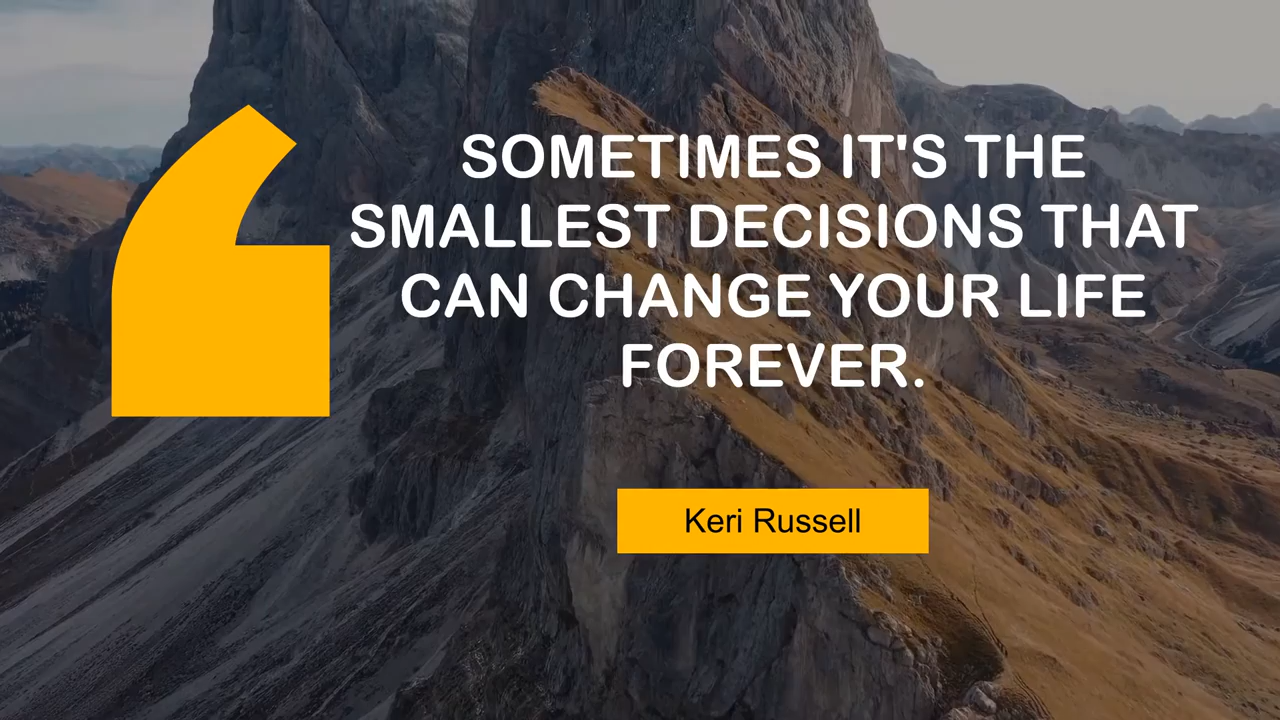 SOMETIMES IT'S THE
SMALLEST DECISIONS THAT
CAN CHANGE YOUR LIFE
FOREVER.
Keri Russell